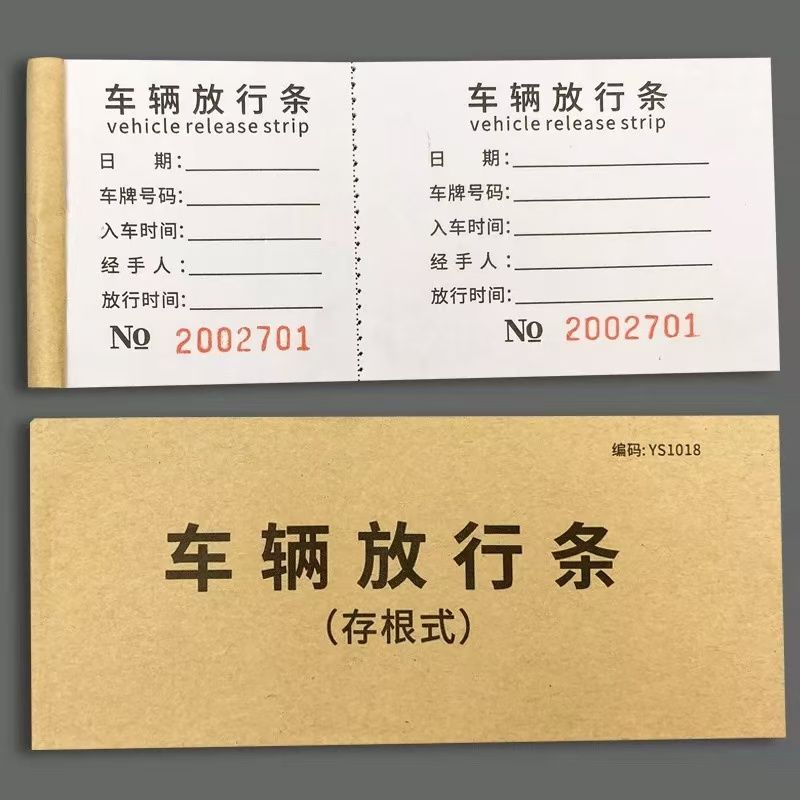 车辆放行条
vehicle release strip
日 期:
车牌号码:
入车时间:
经手人:
放行时间:
No 2002701
车辆放行条
vehicle release strip
日 期:
车牌号码:
入车时间:
经手人:
放行时间:
No 2002701
编码: YS1018
车辆放行条
(存根式)